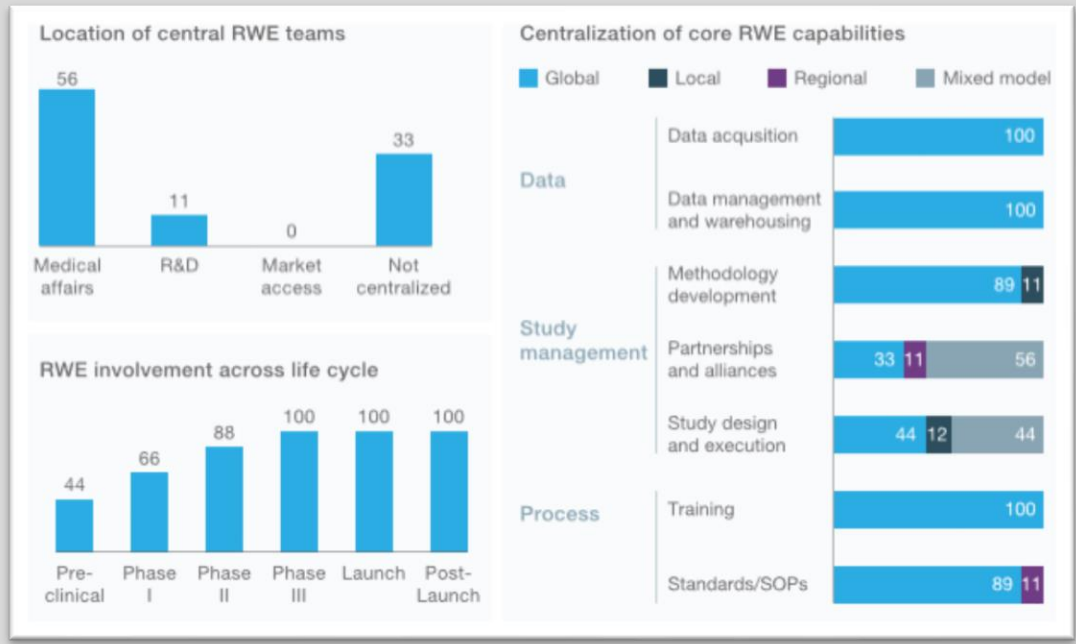 Location of central RWE teams
56
11
0
33
Medical
affairs
R&D
Market
access
Not
centralized
RWE involvement across life cycle
44
66
88
100
100
100
Pre-
clinical
Phase
I
Phase
II
Phase
III
Launch
Post-
Launch
Centralization of core RWE capabilities
Global
Local
Regional
Mixed model
Data
Data acqusition
100
Data management
and warehousing
100
Study
management
Methodology
development
89 11
Partnerships
and alliances
33 11 56
Study design
and execution
44 12 44
Process
Training
100
Standards/SOPs
89 11